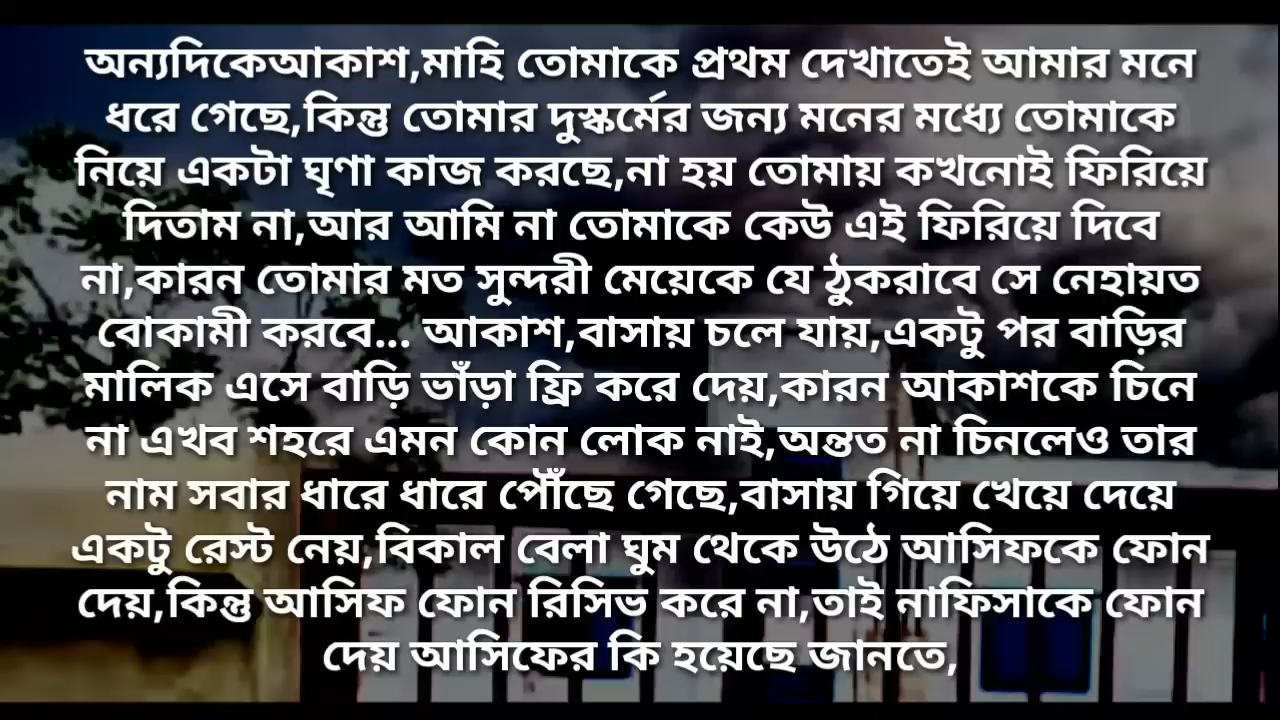 অন্যদিকেআকাশ,মাহি তোমাকে প্রথম দেখাতেই আমার মনে
ধরে গেছে,কিন্তু তোমার দুস্কর্মের জন্য মনের মধ্যে তোমাকে
নিয়ে একটা ঘৃণা কাজ করছে,না হয় তোমায় কখনোই ফিরিয়ে
দিতাম না,আর আমি না তোমাকে কেউ এই ফিরিয়ে দিবে
না,কারন তোমার মত সুন্দরী মেয়েকে যে ঠুকরাবে সে নেহায়ত
বোকামী করবে... আকাশ,বাসায় চলে যায়,একটু পর বাড়ির
মালিক এসে বাড়ি ভাঁড়া ফ্রি করে দেয়,কারন আকাশকে চিনে
না এখব শহরে এমন কোন লোক নাই,অন্তত না চিনলেও তার
নাম সবার ধারে ধারে পৌঁছে গেছে,বাসায় গিয়ে খেয়ে দেয়ে
একটু রেস্ট নেয়,বিকাল বেলা ঘুম থেকে উঠে আসিফকে ফোন
দেয়,কিন্তু আসিফ ফোন রিসিভ করে না,তাই নাফিসাকে ফোন
দেয় আসিফের কি হয়েছে জানতে,